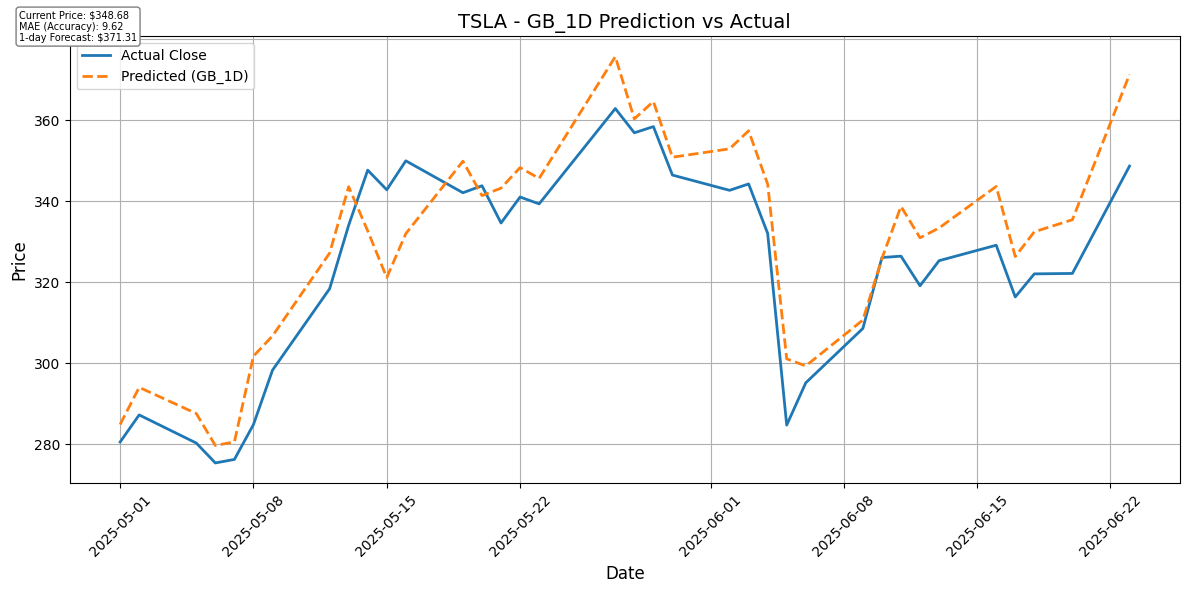 TSLA - GB_1D Prediction vs Actual
Current Price: $348.68
MAE (Accuracy): 9.62
1-day Forecast: $371.31
Actual Close
Predicted (GB_1D)
Price
360
340
320
300
280
2025-05-01
2025-05-08
2025-05-15
2025-05-22
2025-06-01
2025-06-08
2025-06-15
2025-06-22
Date